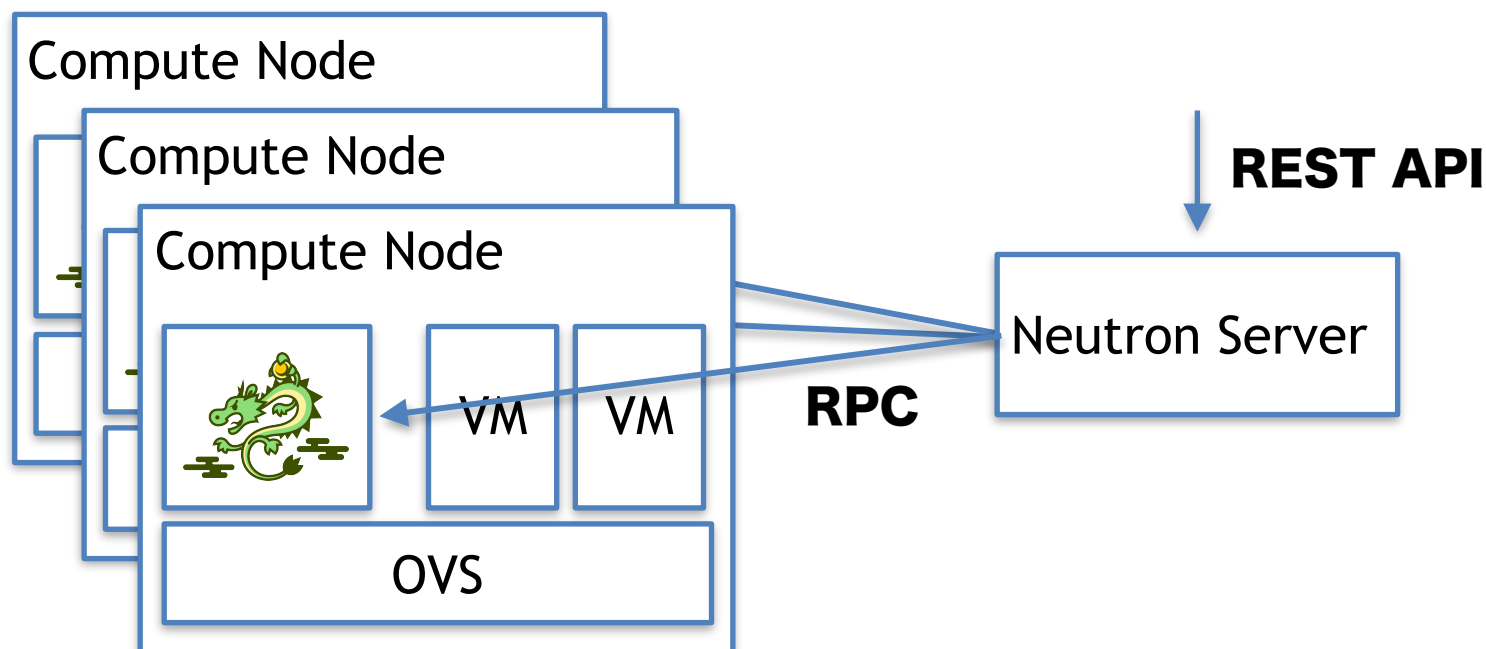 Compute Node
Compute Node
Compute Node
REST API
Neutron Server
RPC
VM
VM
OVS